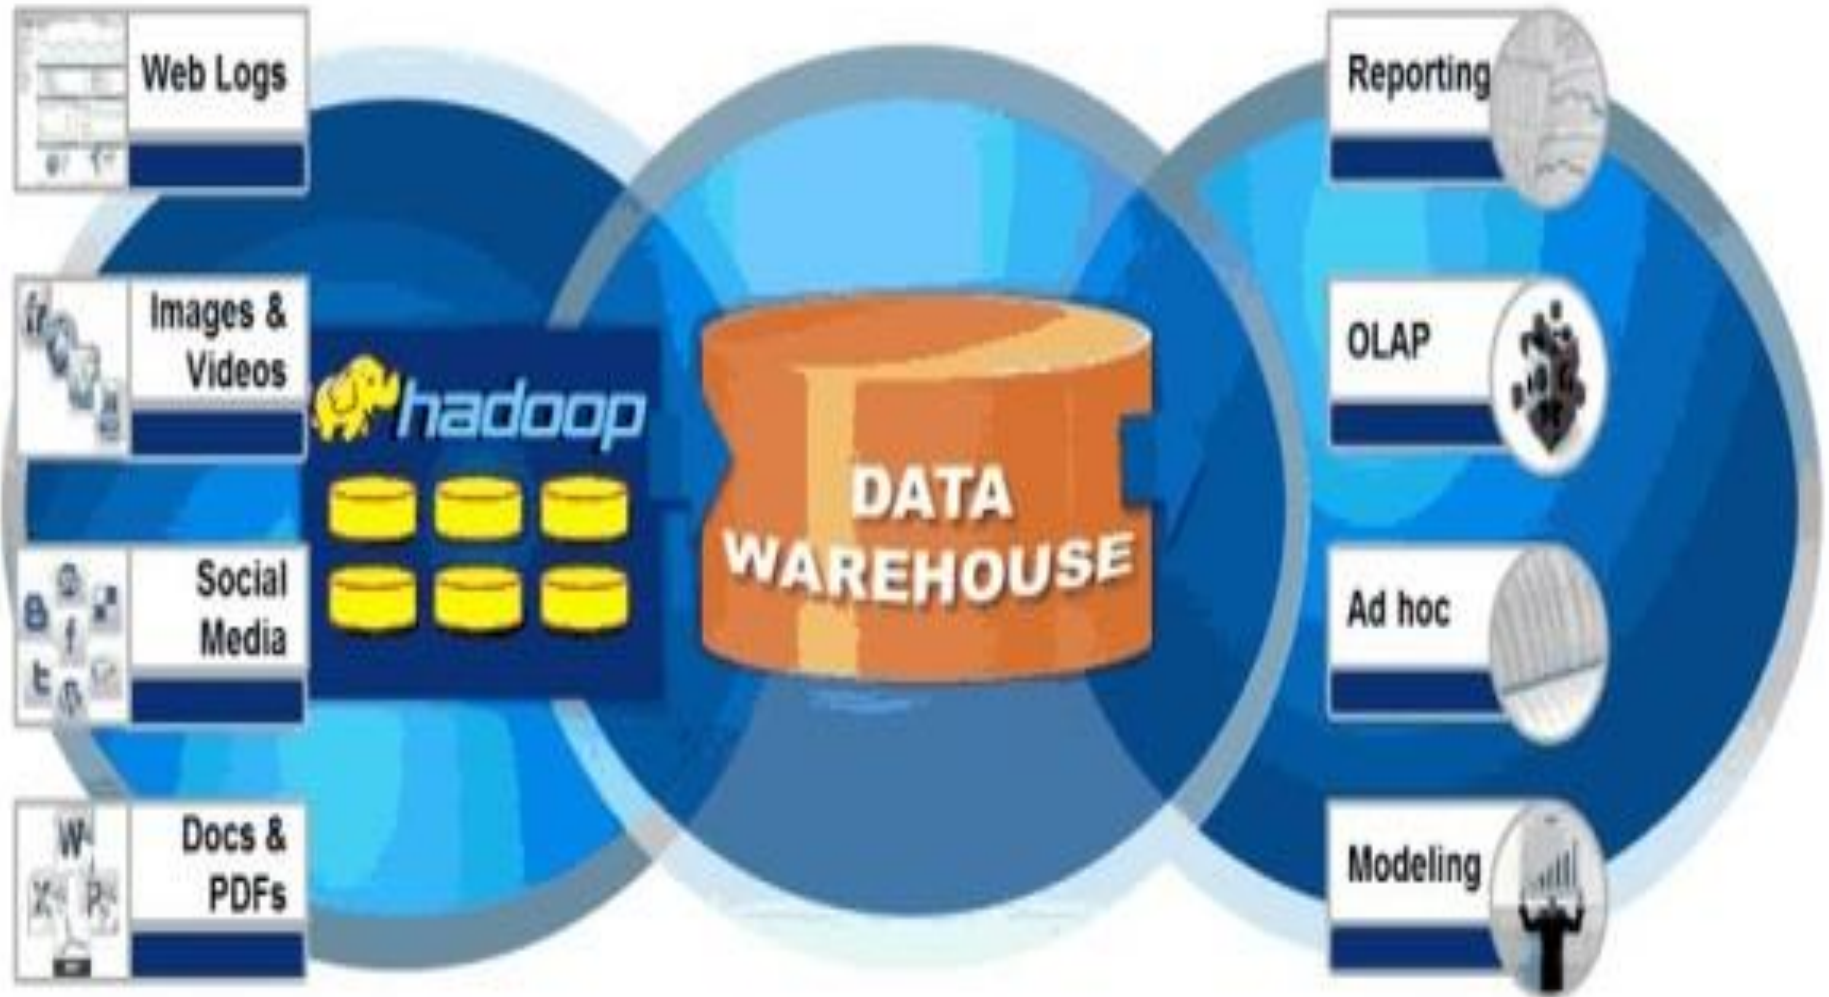 Web Logs
Images &
Videos
Social
Media
Docs &
PDFs
hadoop
DATA
WAREHOUSE
Reporting
OLAP
Ad hoc
Modeling